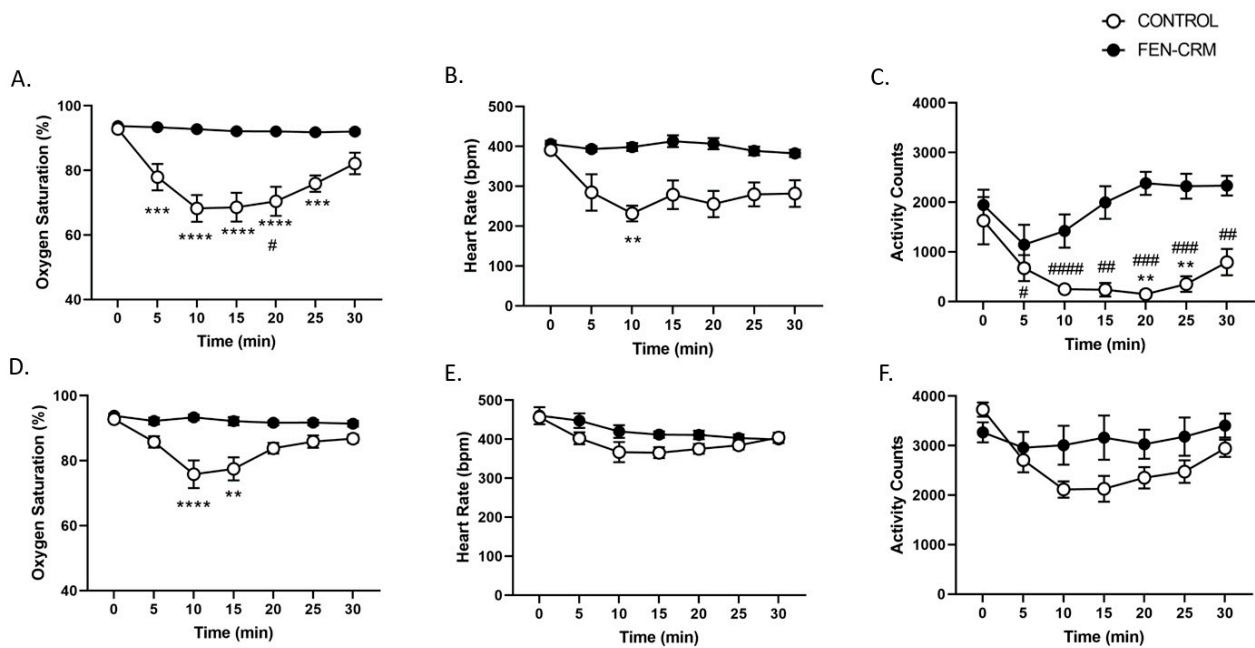 CONTROL
FEN-CRM
A.
Oxygen Saturation (%)
100
80
60
40
***
****
****
****
#
***
0 5 10 15 20 25 30
Time (min)
B.
Heart Rate (bpm)
500
400
300
200
100
0
**
0 5 10 15 20 25 30
Time (min)
C.
Activity Counts
4000
3000
2000
1000
0
#
####
##
###
**
###
**
##
0 5 10 15 20 25 30
Time (min)
D.
Oxygen Saturation (%)
100
80
60
40
****
**
0 5 10 15 20 25 30
Time (min)
E.
Heart Rate (bpm)
500
400
300
200
100
0
0 5 10 15 20 25 30
Time (min)
F.
Activity Counts
4000
3000
2000
1000
0
0 5 10 15 20 25 30
Time (min)